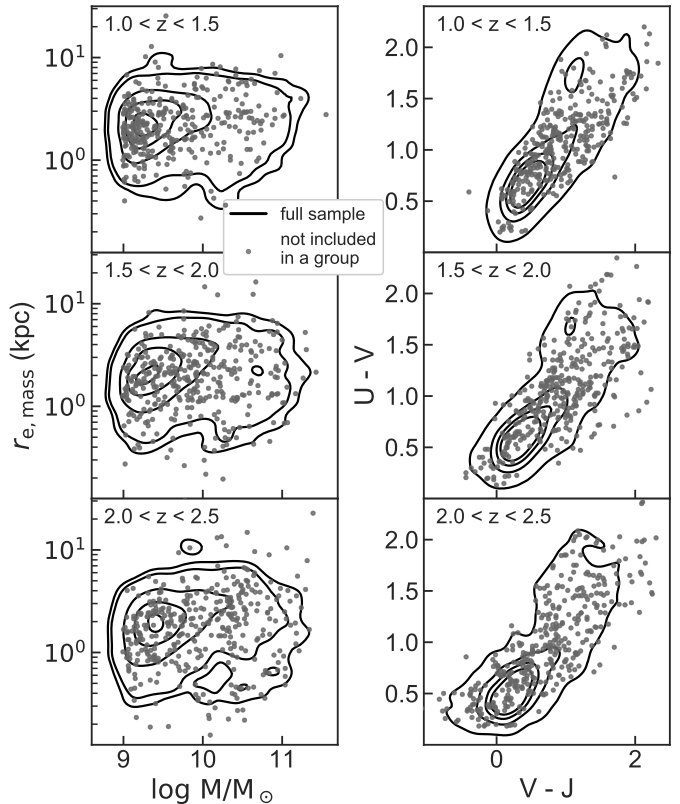 1.0 < z < 1.5
1.0 < z < 1.5
10¹
10⁰
2.0
1.5
1.0
0.5
full sample
not included
in a group
1.5 < z < 2.0
1.5 < z < 2.0
10¹
10⁰
2.0
1.5
1.0
0.5
r e, mass (kpc)
U - V
2.0 < z < 2.5
2.0 < z < 2.5
10¹
10⁰
2.0
1.5
1.0
0.5
9
10
11
0
2
log M/M☉
V - J